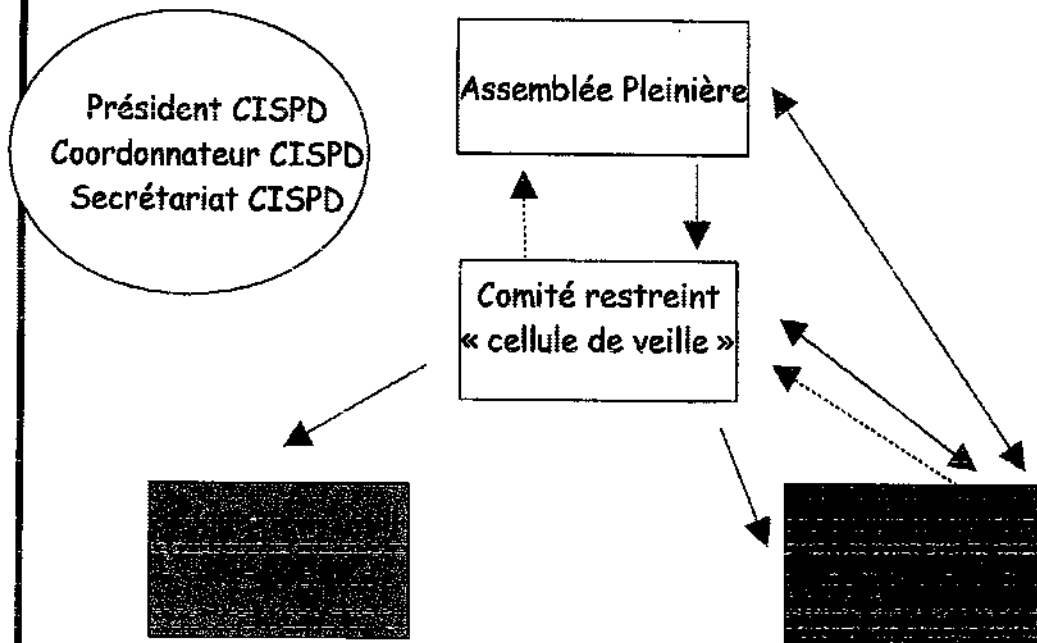 Président CISPD
Coordonnateur CISPD
Secrétariat CISPD
Assemblée Pleinière
Comité restreint
« cellule de veille »